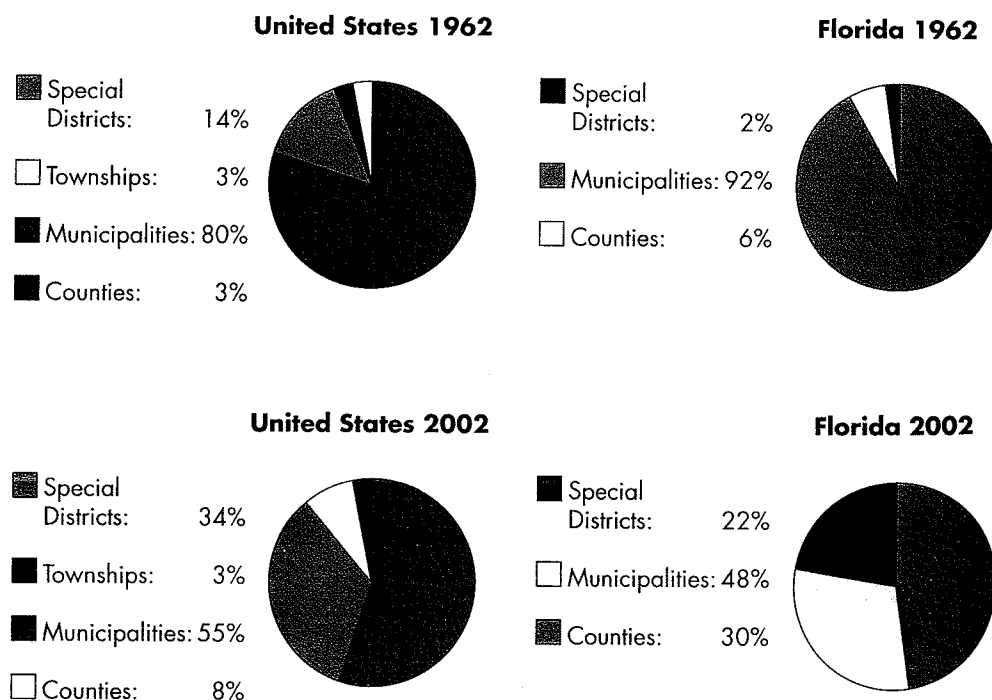 United States 1962
Special
Districts: 14%
Townships: 3%
Municipalities: 80%
Counties: 3%
Florida 1962
Special
Districts: 2%
Municipalities: 92%
Counties: 6%
United States 2002
Special
Districts: 34%
Townships: 3%
Municipalities: 55%
Counties: 8%
Florida 2002
Special
Districts: 22%
Municipalities: 48%
Counties: 30%